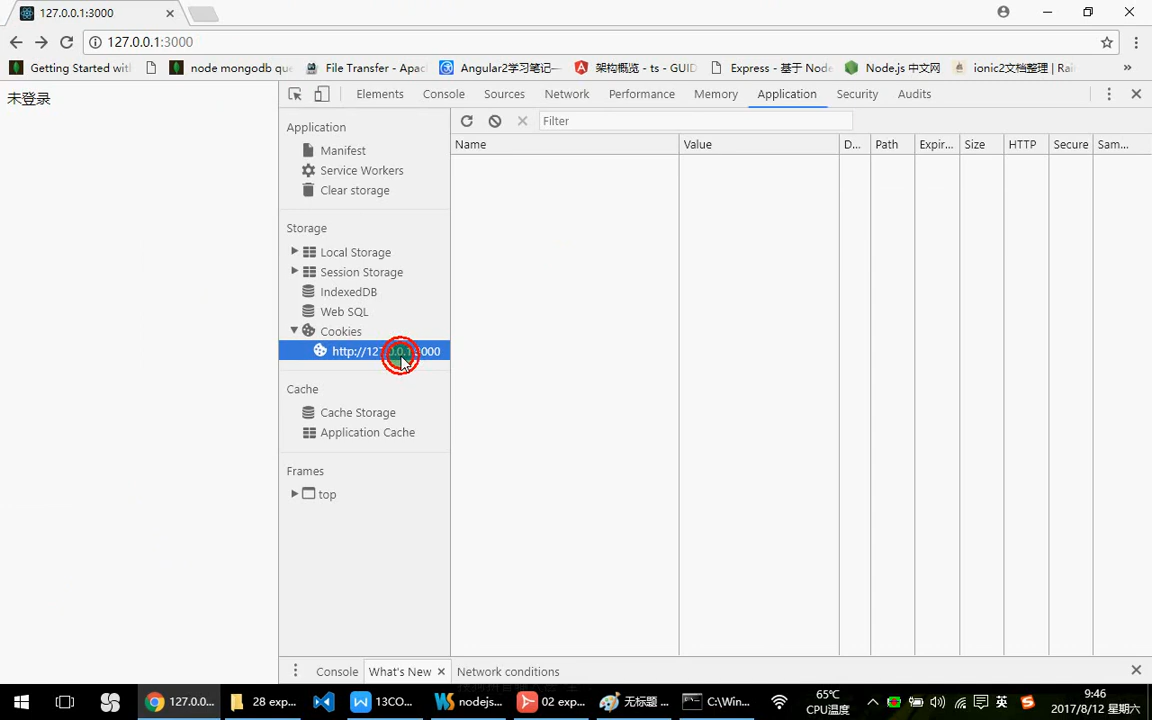 127.0.0.1:3000
127.0.0.1:3000
Getting Started wit
node mongodb que
File Transfer - Apac
Angular2学习笔记—
架构概览 - ts - GUID
Express - 基于 Node
Node.js 中文网
ionic2文档整理 | Rai
»
未登录
Elements
Console
Sources
Network
Performance
Memory
Application
Security
Audits
Application
Manifest
Service Workers
Clear storage
Storage
Local Storage
Session Storage
IndexedDB
Web SQL
Cookies
http://127.0.0.1:3000
Cache
Cache Storage
Application Cache
Frames
top
Filter
Name
Value
D...
Path
Expir...
Size
HTTP
Secure
Sam...
Console
What's New
Network conditions
127.0.0...
28 exp...
13CO...
nodejs...
02 exp...
无标题 ...
C:\Win...
65℃
CPU温度
英
9:46
2017/8/12 星期六